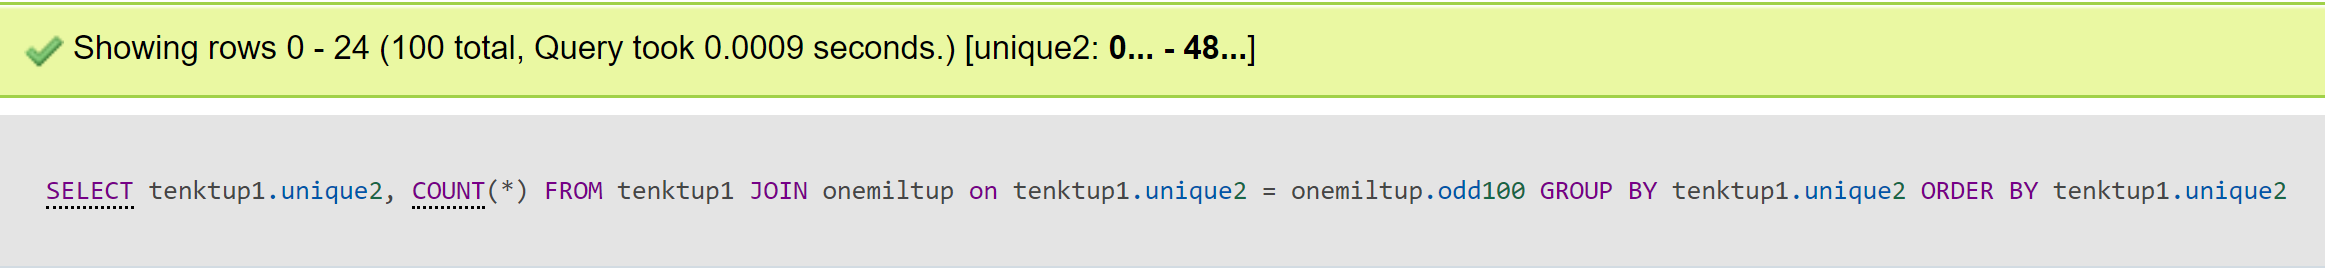 Showing rows 0 - 24 (100 total, Query took 0.0009 seconds.) [unique2: 0... - 48...]
SELECT tenktup1.unique2, COUNT(*) FROM tenktup1 JOIN onemiltup on tenktup1.unique2 = onemiltup.odd100 GROUP BY tenktup1.unique2 ORDER BY tenktup1.unique2